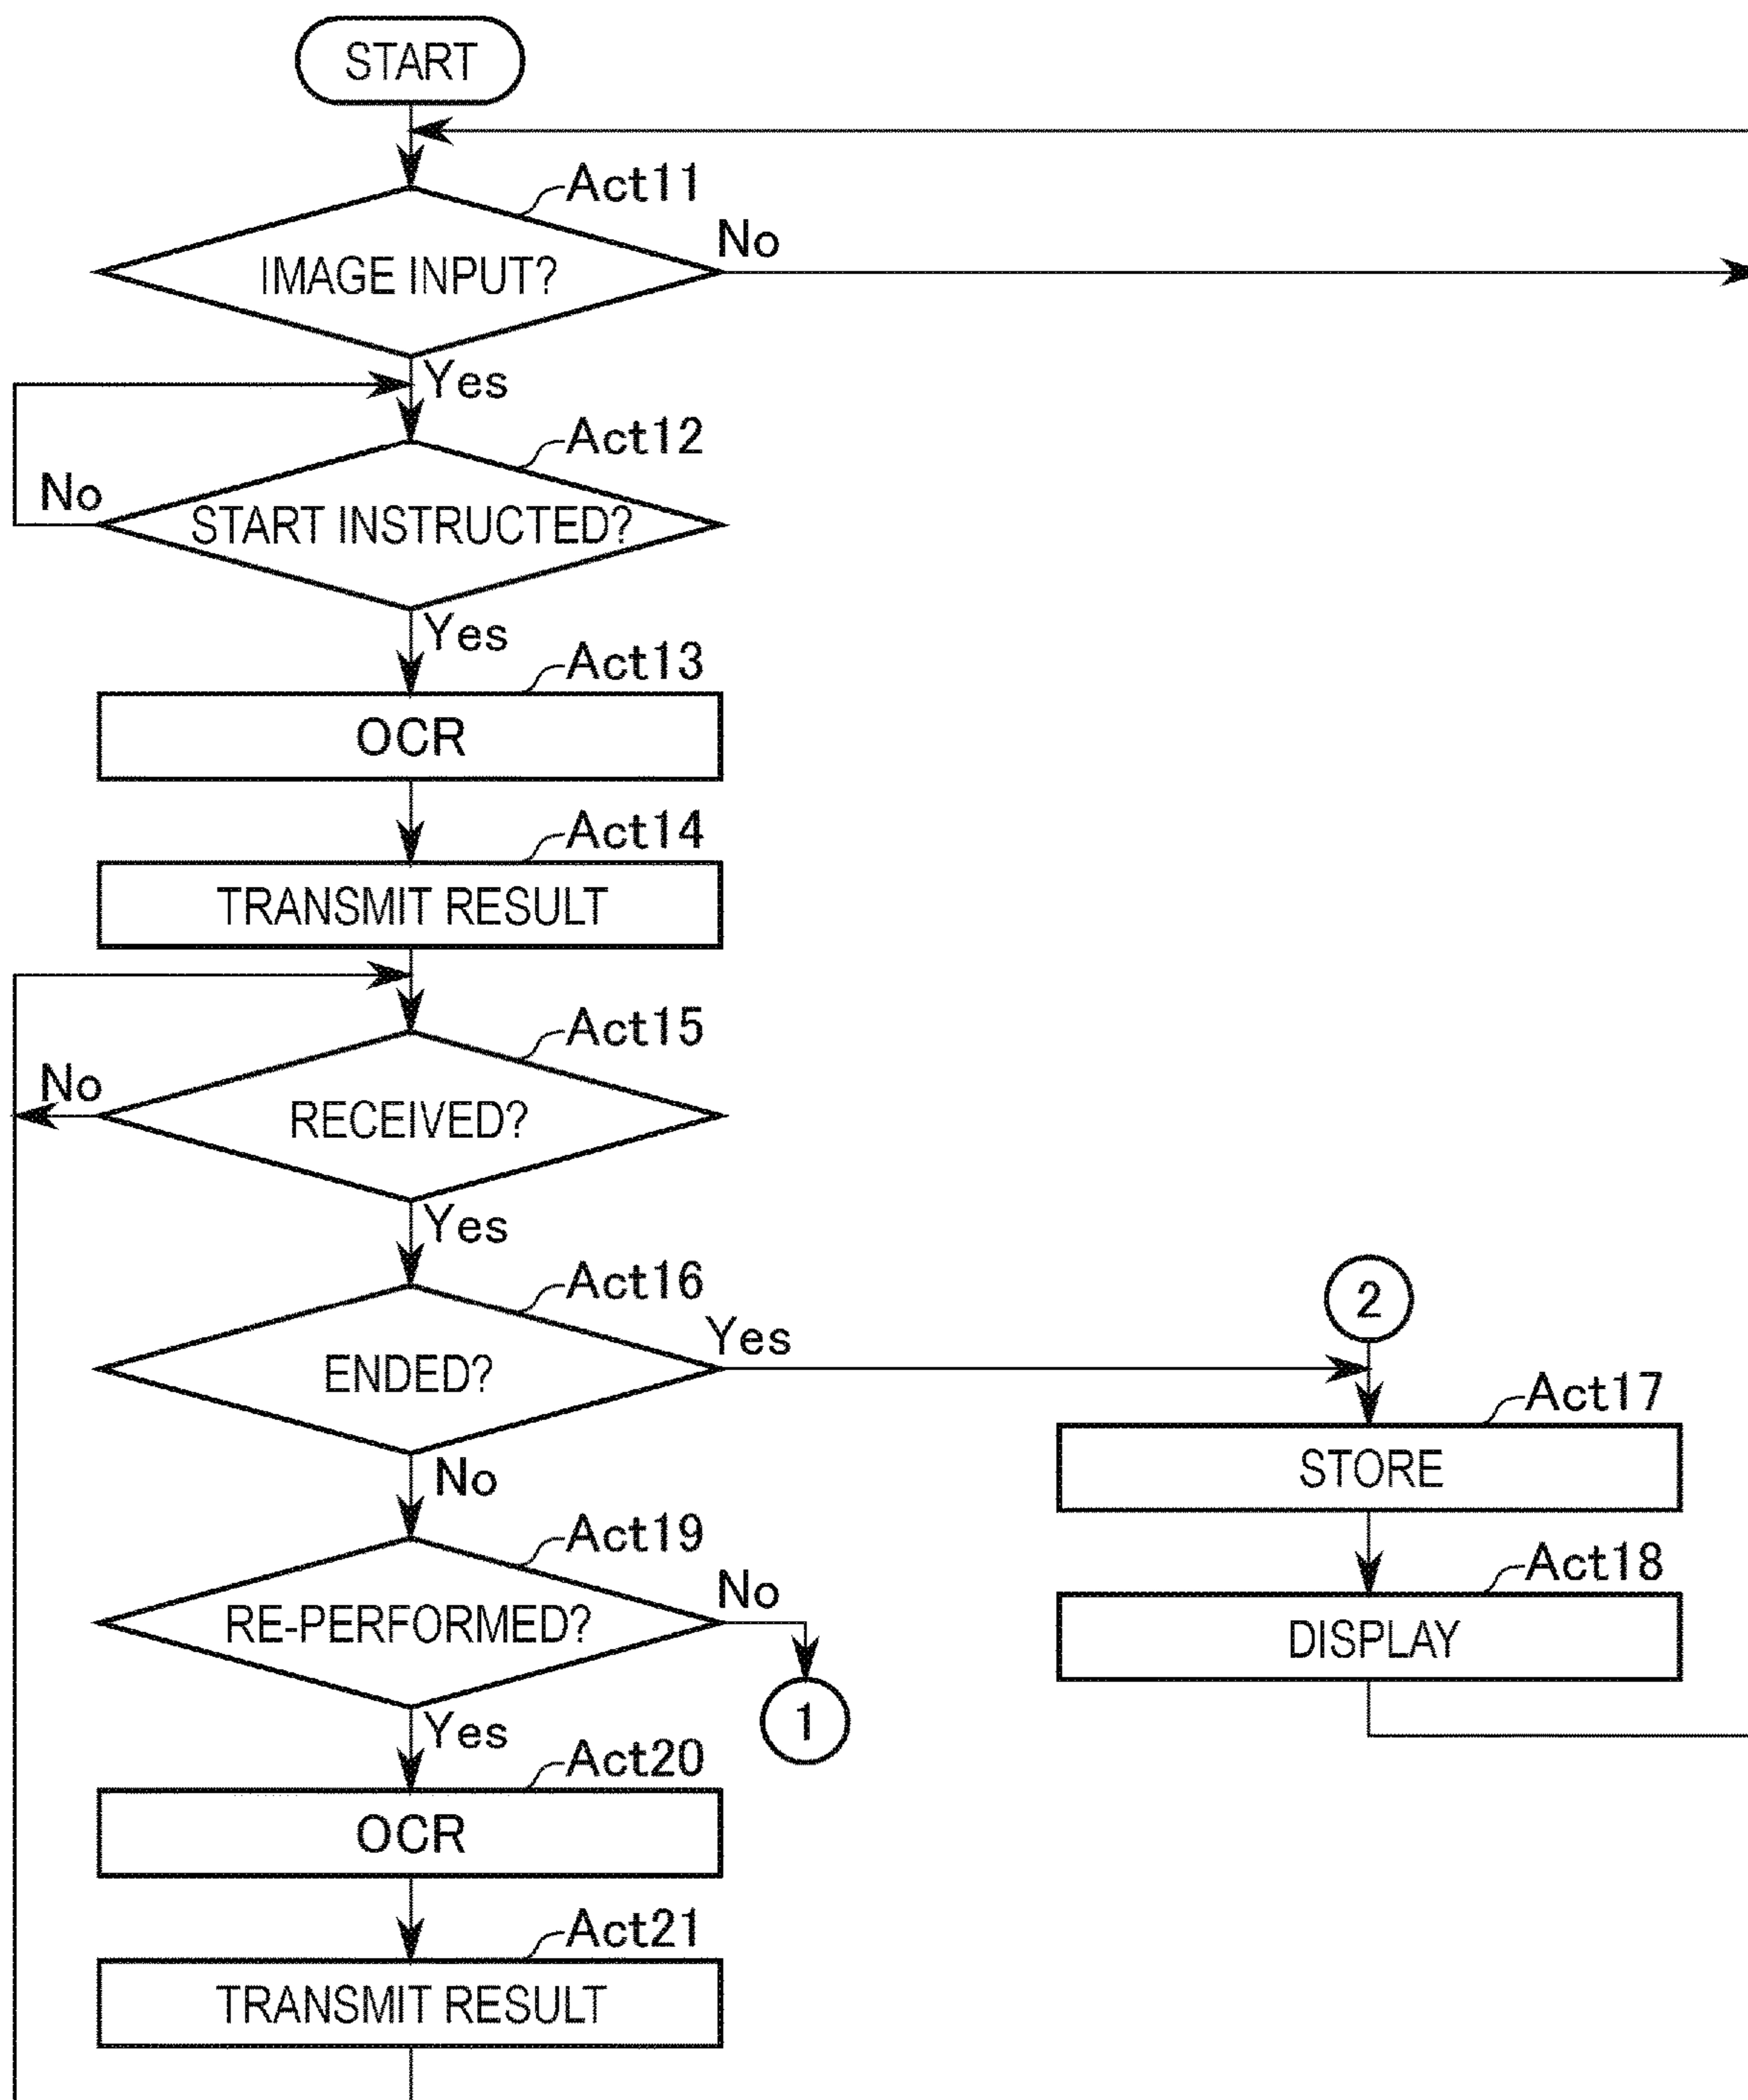 START
Act11
IMAGE INPUT?
No
Yes
Act12
No
START INSTRUCTED?
Yes
Act13
OCR
Act14
TRANSMIT RESULT
Act15
No
RECEIVED?
Yes
Act16
ENDED?
Yes
2
Act17
STORE
No
Act19
RE-PERFORMED?
No
1
Act18
DISPLAY
Yes
Act20
OCR
Act21
TRANSMIT RESULT